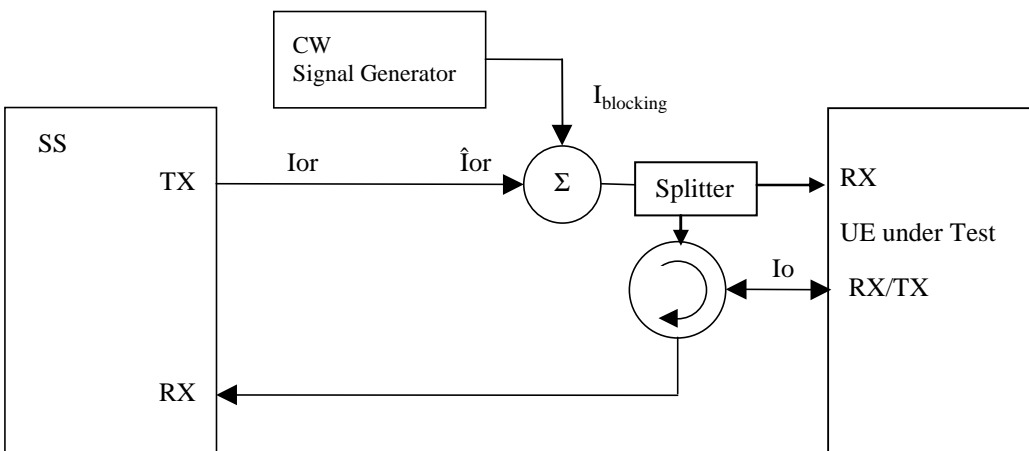 CW
Signal Generator
I_blocking
SS
TX
Ior
Îor
Σ
Splitter
RX
UE under Test
Io
RX/TX
RX